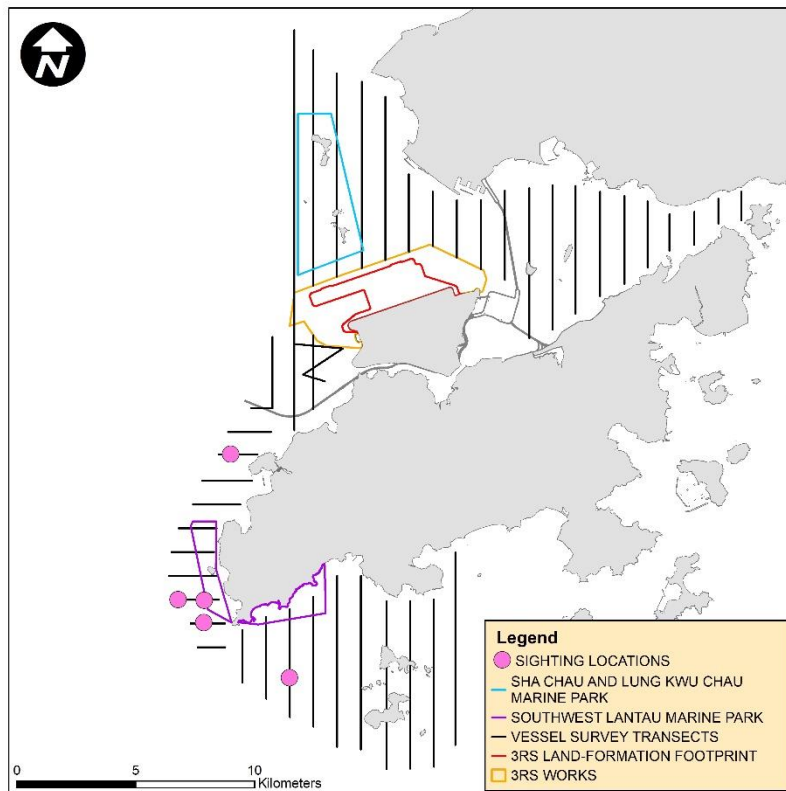 N
Legend
SIGHTING LOCATIONS
SHA CHAU AND LUNG KWU CHAU
MARINE PARK
SOUTHWEST LANTAU MARINE PARK
VESSEL SURVEY TRANSECTS
3RS LAND-FORMATION FOOTPRINT
3RS WORKS
0 5 10
Kilometers